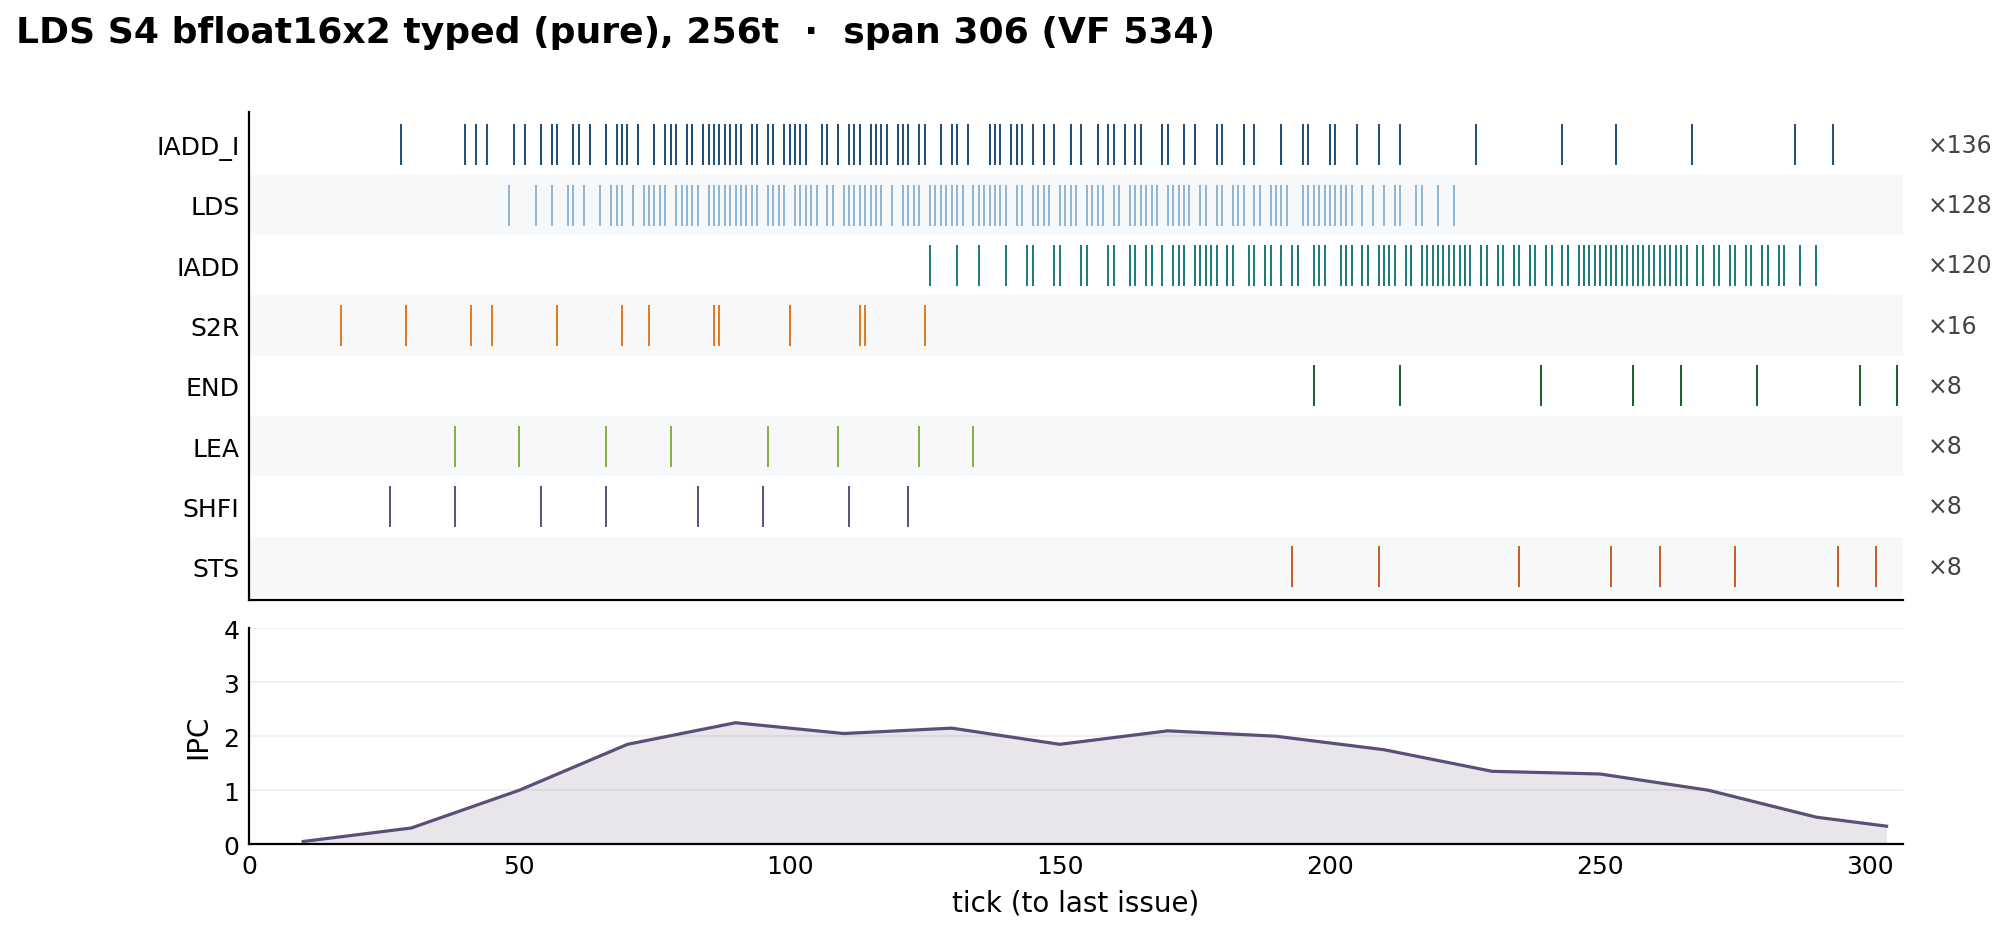 LDS S4 bfloat16x2 typed (pure), 256t · span 306 (VF 534)
IADD_I ×136
LDS ×128
IADD ×120
S2R ×16
END ×8
LEA ×8
SHFI ×8
STS ×8
4
3
2
1
0
IPC
0 50 100 150 200 250 300
tick (to last issue)